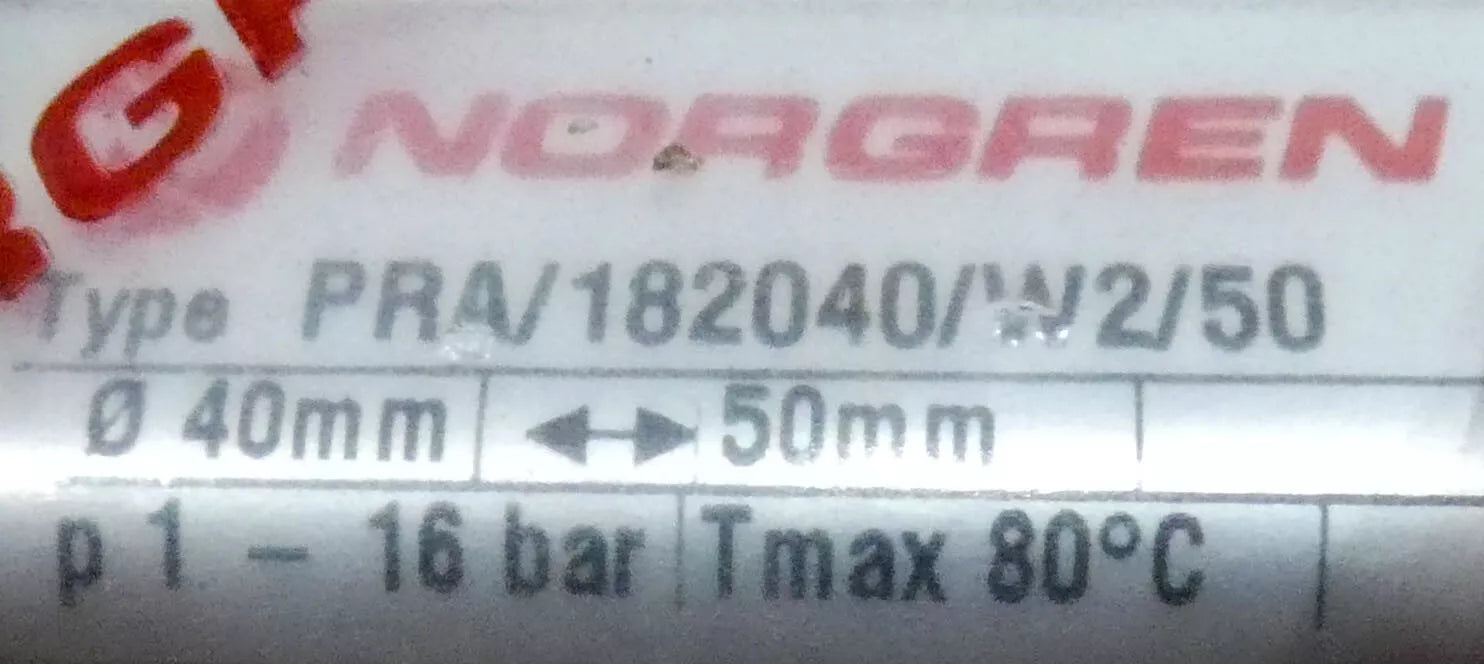 NORGREN
Type PRA/182040/W2/50
Ø 40mm ↔ 50mm
p 1 – 16 bar Tmax 80°C